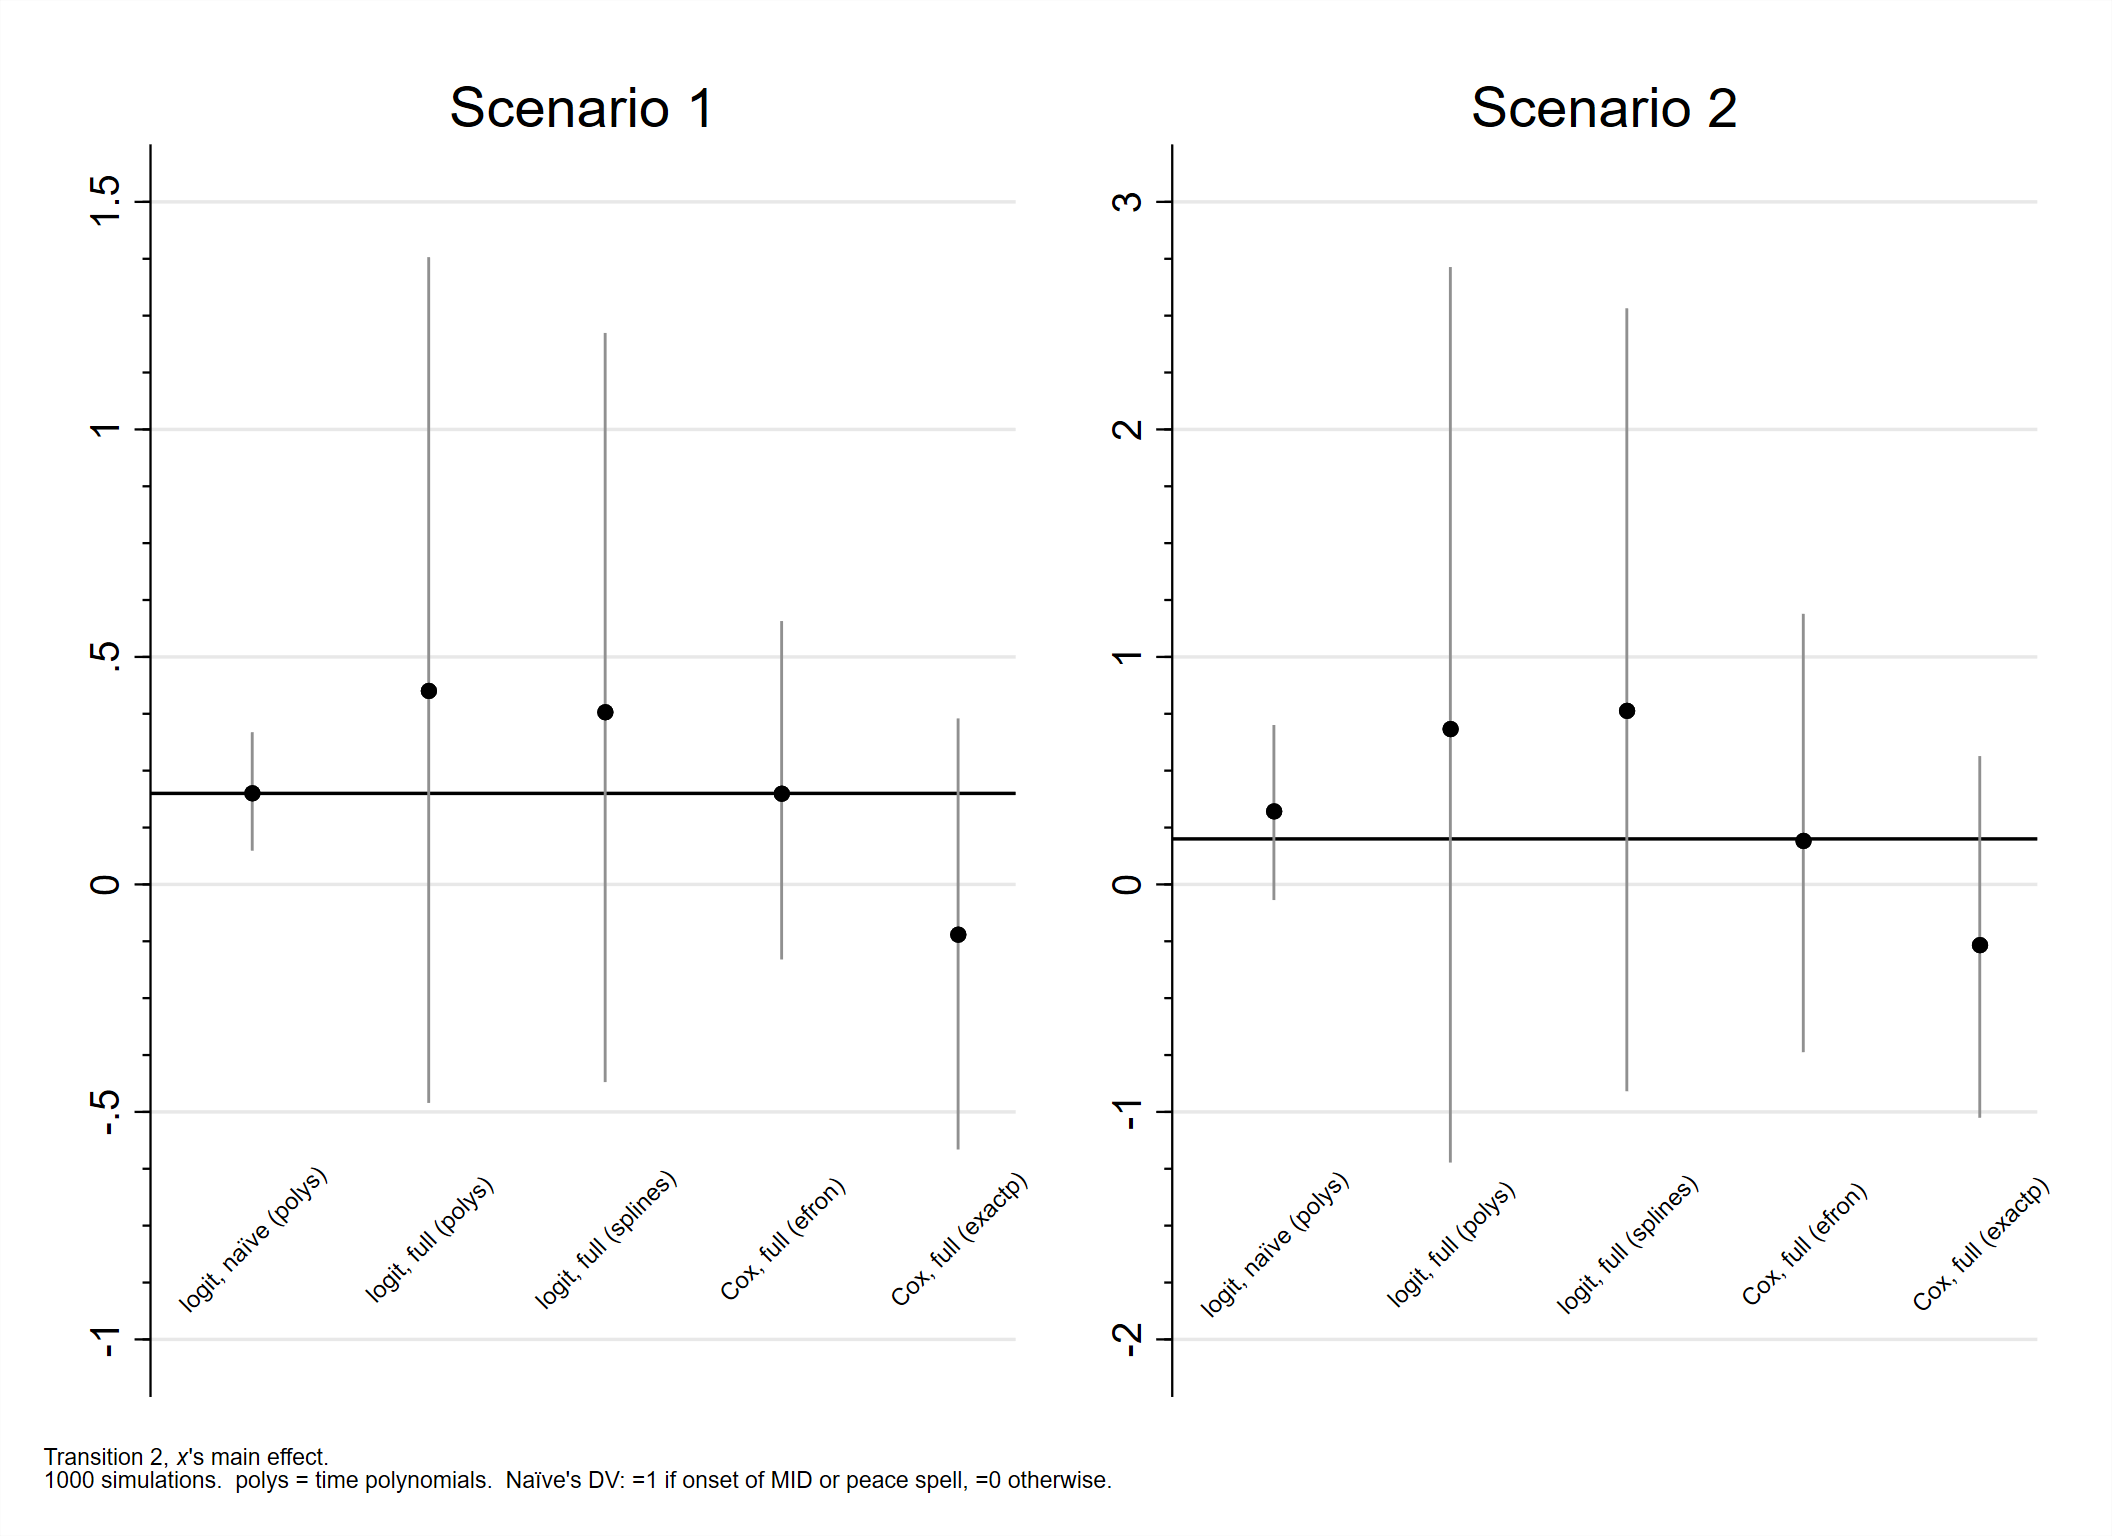 Scenario 1
1.5
1
.5
0
-.5
-1
logit, naïve (polys)
logit, full (polys)
logit, full (splines)
Cox, full (efron)
Cox, full (exactp)
Scenario 2
3
2
1
0
-1
-2
logit, naïve (polys)
logit, full (polys)
logit, full (splines)
Cox, full (efron)
Cox, full (exactp)
Transition 2, x's main effect.
1000 simulations.  polys = time polynomials.  Naïve's DV: =1 if onset of MID or peace spell, =0 otherwise.